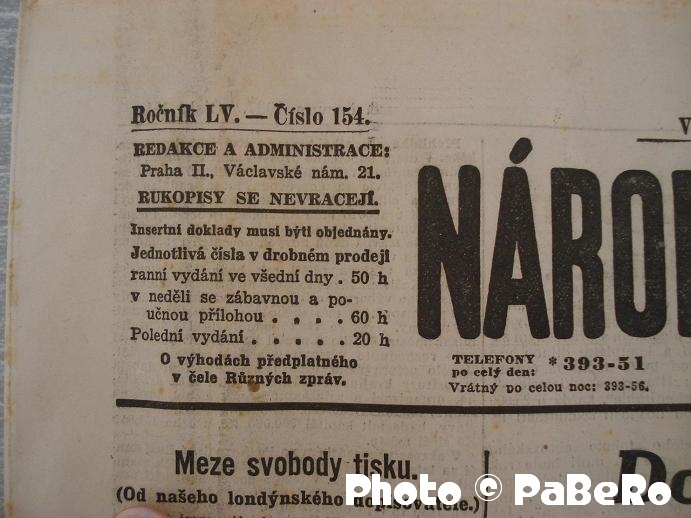 Ročník LV. — Číslo 154.
REDAKCE A ADMINISTRACE:
Praha II., Václavské nám. 21.
RUKOPISY SE NEVRACEJÍ.
Insertní doklady musí býti objednány.
Jednotlivá čísla v drobném prodeji
ranní vydání ve všední dny . 50 h
v neděli se zábavnou a po-
učnou přílohou . . . . 60 h
Polední vydání . . . . . 20 h
O výhodách předplatného
v čele Různých zpráv.
V
NÁROD
TELEFONY
po celý den: * 393-51
Vrátný po celou noc: 393-56.
Meze svobody tisku.
(Od našeho londýnského dopisovatele.)
Do
Photo © PaBeRo